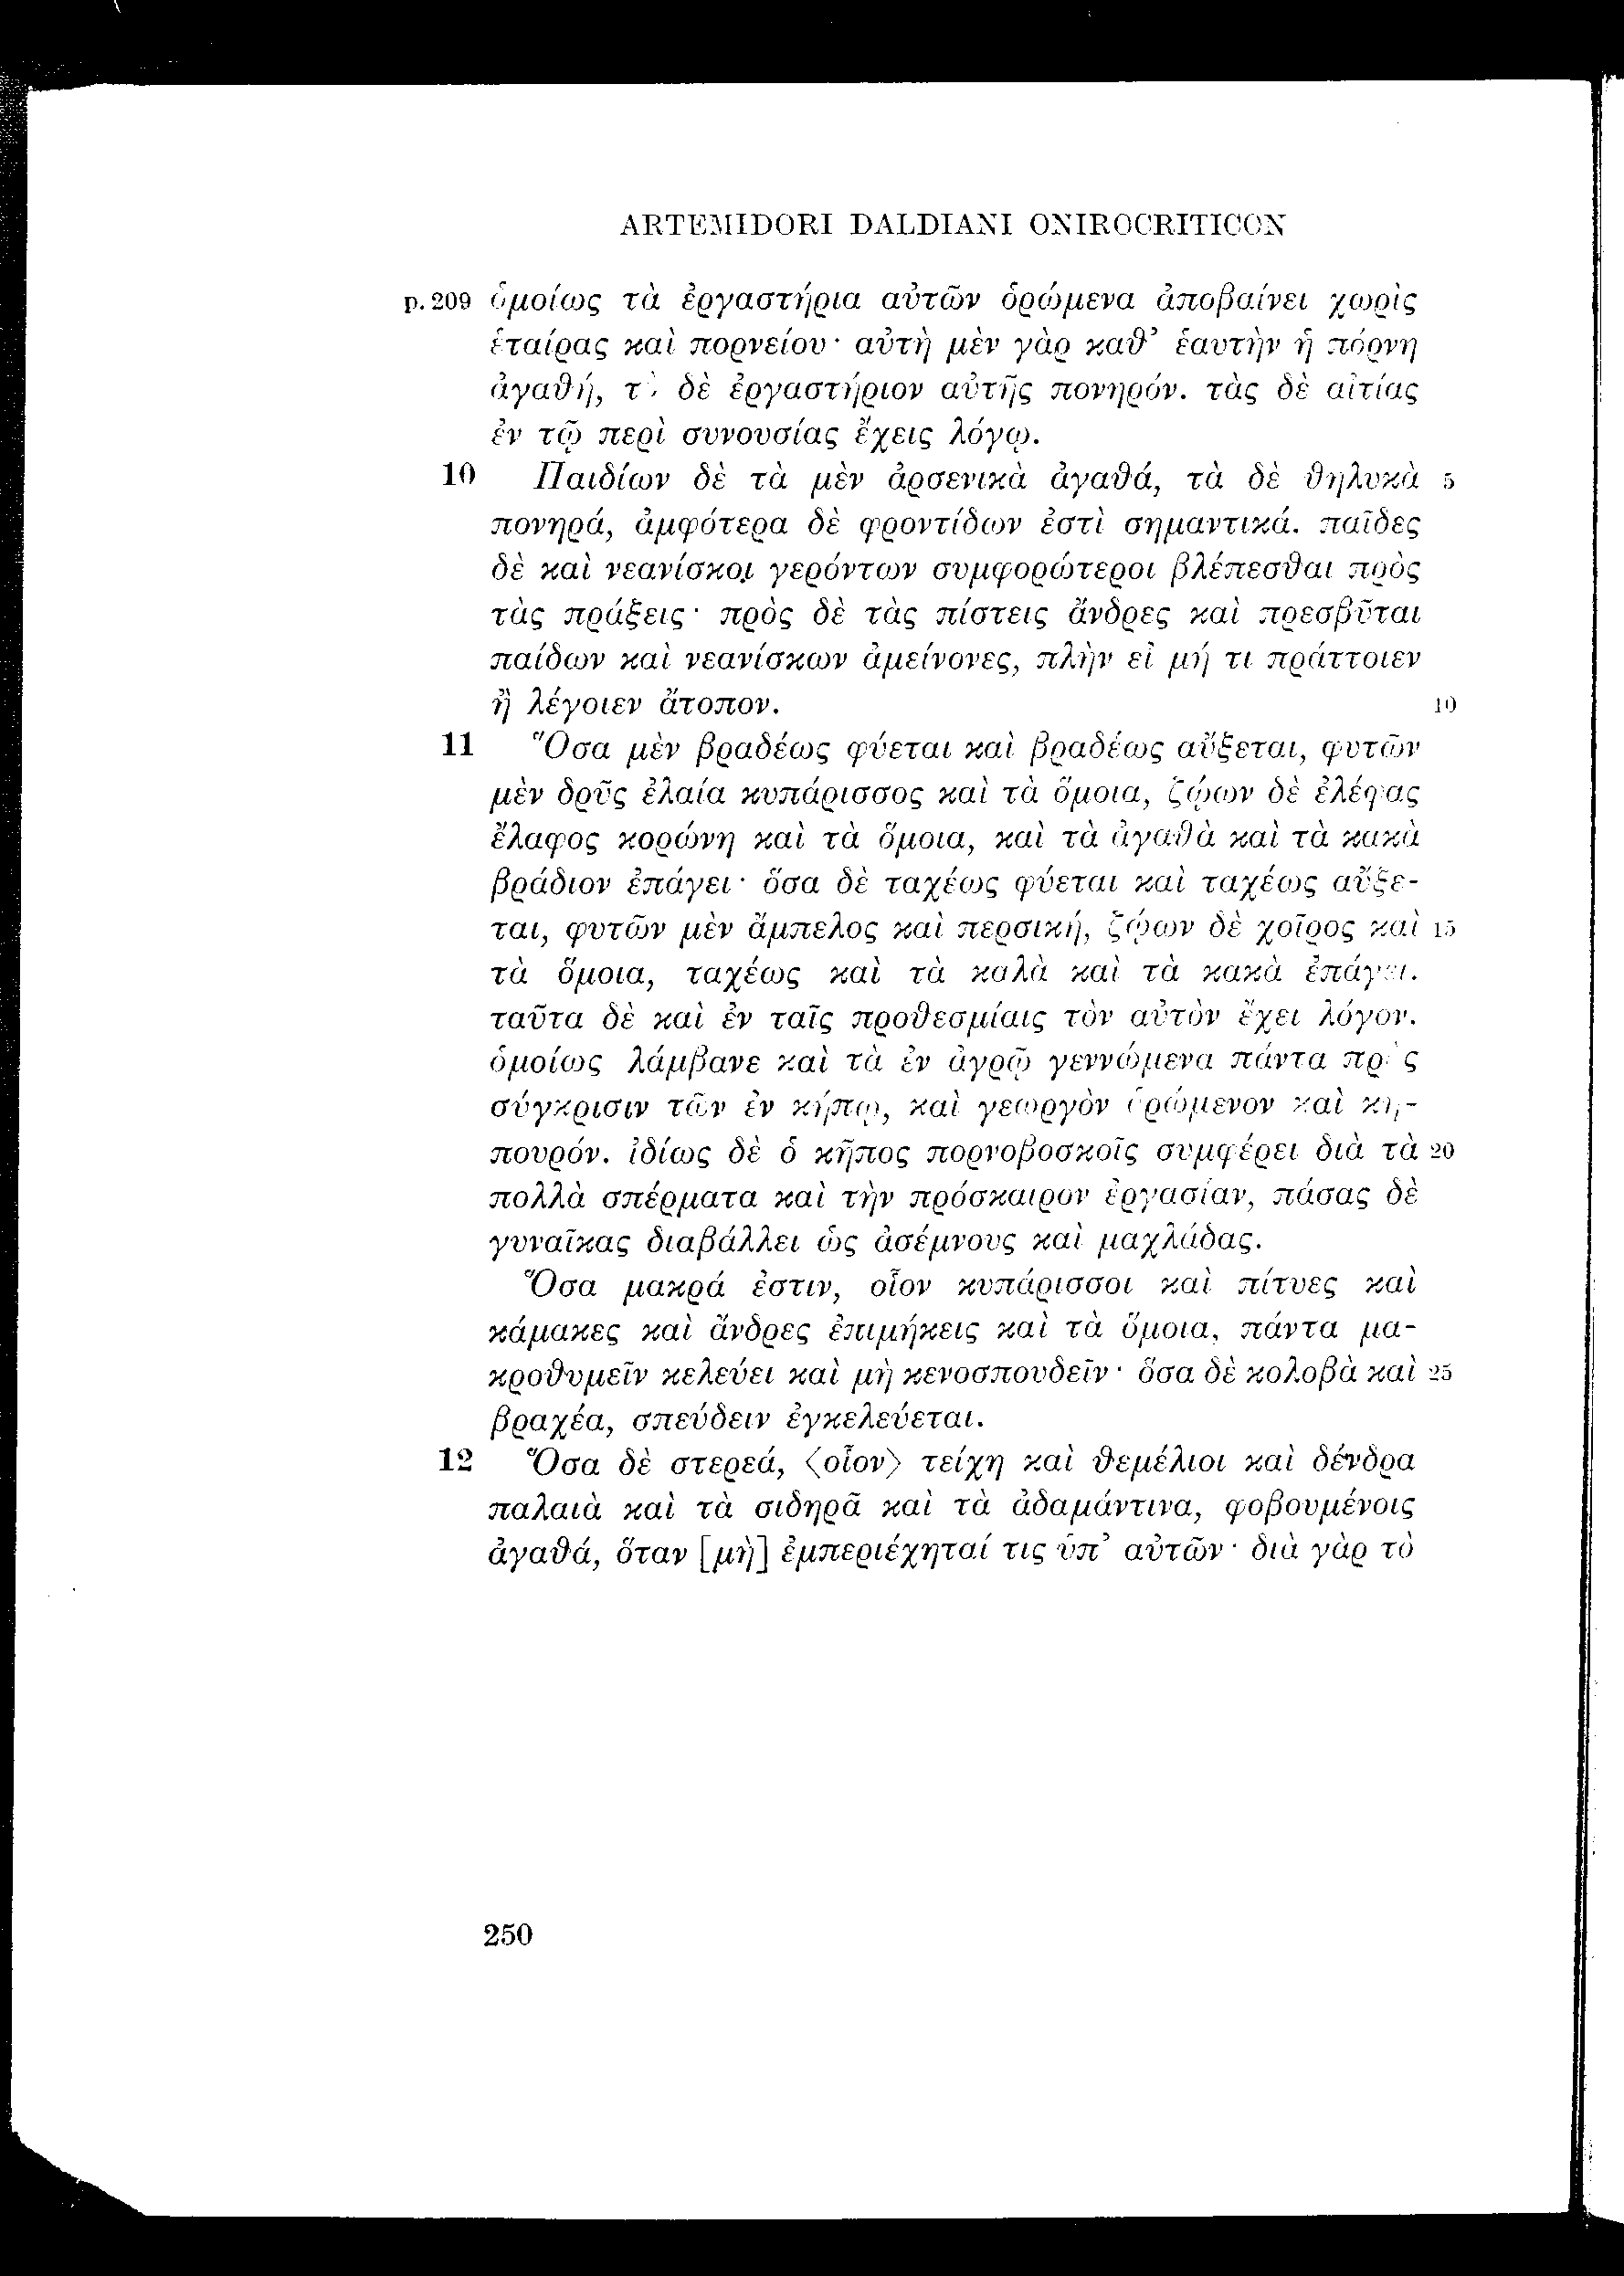 ARTEMIDORI DALDIANI ONIROCRITICON
p. 209 ὁμοίως τὰ ἐργαστήρια αὐτῶν ὁρώμενα ἀποβαίνει χωρὶς
ἑταίρας καὶ πορνείου· αὐτὴ μὲν γὰρ καθ’ ἑαυτὴν ἡ πόρνη
ἀγαθή, τὸ δὲ ἐργαστήριον αὐτῆς πονηρόν. τὰς δὲ αἰτίας
ἐν τῷ περὶ συνουσίας ἔχεις λόγῳ.
10 Παιδίων δὲ τὰ μὲν ἀρσενικὰ ἀγαθά, τὰ δὲ θηλυκὰ 5
πονηρά, ἀμφότερα δὲ φροντίδων ἐστὶ σημαντικά. παῖδες
δὲ καὶ νεανίσκοι γερόντων συμφορώτεροι βλέπεσθαι πρὸς
τὰς πράξεις· πρὸς δὲ τὰς πίστεις ἄνδρες καὶ πρεσβῦται
παίδων καὶ νεανίσκων ἀμείνονες, πλὴν εἰ μή τι πράττοιεν
ἢ λέγοιεν ἄτοπον. 10
11 Ὅσα μὲν βραδέως φύεται καὶ βραδέως αὔξεται, φυτῶν
μὲν δρῦς ἐλαία κυπάρισσος καὶ τὰ ὅμοια, ζῴων δὲ ἐλέφας
ἔλαφος κορώνη καὶ τὰ ὅμοια, καὶ τὰ ἀγαθὰ καὶ τὰ κακὰ
βράδιον ἐπάγει· ὅσα δὲ ταχέως φύεται καὶ ταχέως αὔξε-
ται, φυτῶν μὲν ἄμπελος καὶ περσική, ζῴων δὲ χοῖρος καὶ 15
τὰ ὅμοια, ταχέως καὶ τὰ καλὰ καὶ τὰ κακὰ ἐπάγει.
ταῦτα δὲ καὶ ἐν ταῖς προθεσμίαις τὸν αὐτὸν ἔχει λόγον.
ὁμοίως λάμβανε καὶ τὰ ἐν ἀγρῷ γεννώμενα πάντα πρὸς
σύγκρισιν τῶν ἐν κήπῳ, καὶ γεωργὸν ὁρώμενον καὶ κη-
πουρόν. ἰδίως δὲ ὁ κῆπος πορνοβοσκοῖς συμφέρει διὰ τὰ 20
πολλὰ σπέρματα καὶ τὴν πρόσκαιρον ἐργασίαν, πάσας δὲ
γυναῖκας διαβάλλει ὡς ἀσέμνους καὶ μαχλάδας.
Ὅσα μακρά ἐστιν, οἷον κυπάρισσοι καὶ πίτυες καὶ
κάμακες καὶ ἄνδρες ἐπιμήκεις καὶ τὰ ὅμοια, πάντα μα-
κροθυμεῖν κελεύει καὶ μὴ κενοσπουδεῖν· ὅσα δὲ κολοβὰ καὶ 25
βραχέα, σπεύδειν ἐγκελεύεται.
12 Ὅσα δὲ στερεά, ⟨οἷον⟩ τείχη καὶ θεμέλιοι καὶ δένδρα
παλαιὰ καὶ τὰ σιδηρᾶ καὶ τὰ ἀδαμάντινα, φοβουμένοις
ἀγαθά, ὅταν [μὴ] ἐμπεριέχηταί τις ὑπ’ αὐτῶν· διὰ γὰρ τὸ
250